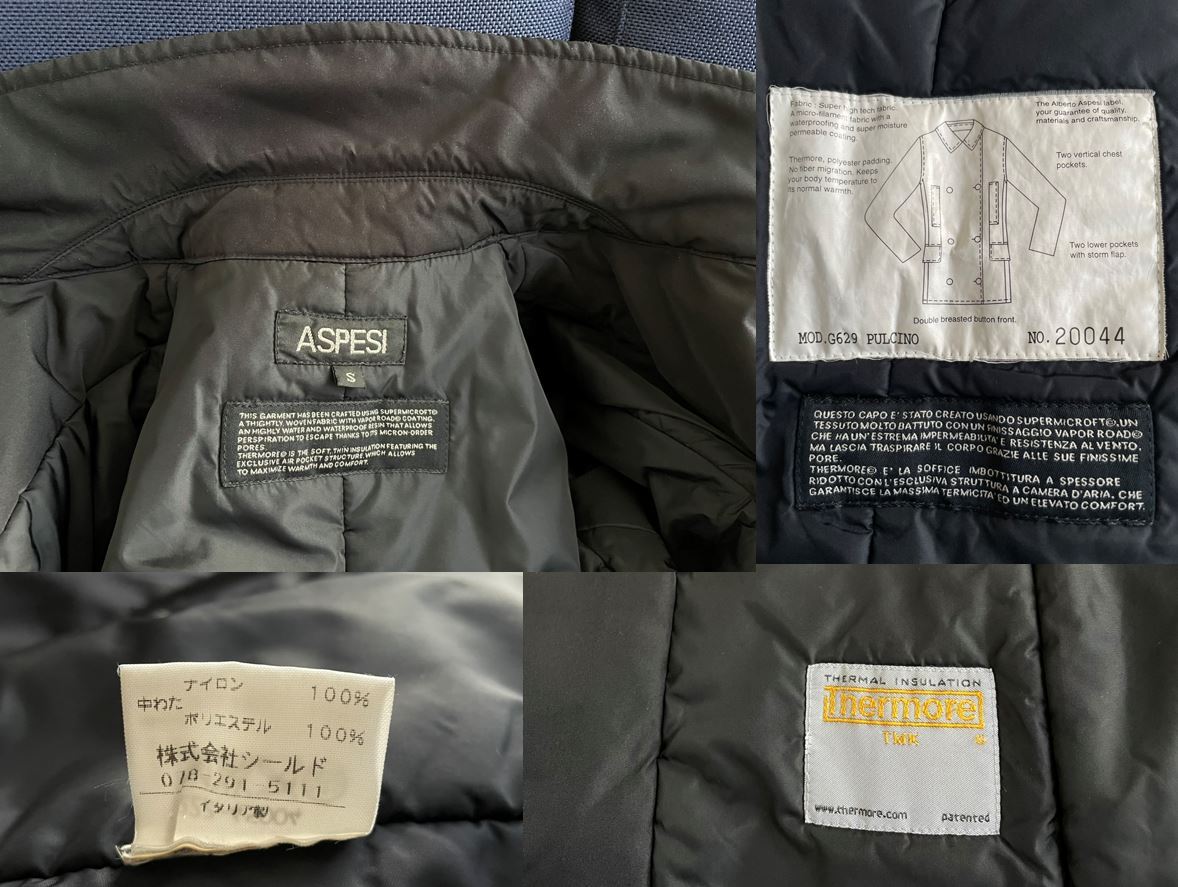 ASPESI
S
THIS GARMENT HAS BEEN CRAFTED USING SUPERMICROFT©
A THIGHTLY, WOVEN FABRIC WITH VAPOR ROAD© COATING,
AN HIGHLY WATER AND WATERPROOF RESIN THAT ALLOWS
PERSPIRATION TO ESCAPE THANKS TO ITS MICRON-ORDER
PORES
THERMORE© IS THE SOFT, THIN INSULATION FEATURING THE
EXCLUSIVE AIR POCKET STRUCTURE, WHICH ALLOWS
TO MAXIMIZE WARMTH AND COMFORT.
Fabric : Super high tech fabric.
A micro-filament fabric with a
waterproofing and super moisture
permeable coating.
The Alberto Aspesi label,
your guarantee of quality,
materials and craftsmanship.
Thermore, polyester padding.
No fiber migration. Keeps
your body temperature to
its normal warmth.
Two vertical chest
pockets.
Two lower pockets
with storm flap.
Double breasted button front.
MOD.G629 PULCINO
NO. 20044
QUESTO CAPO E' STATO CREATO USANDO SUPERMICROFT©, UN
TESSUTO MOLTO BATTUTO CON UN FINISSAGGIO VAPOR ROAD©
CHE HA UN'ESTREMA IMPERMEABILITA' E RESISTENZA AL VENTO,
MA LASCIA TRASPIRARE IL CORPO GRAZIE ALLE SUE FINISSIME
PORE.
THERMORE© E' LA SOFFICE IMBOTTITURA A SPESSORE
RIDOTTO CON L'ESCLUSIVA STRUTTURA A CAMERA D'ARIA, CHE
GARANTISCE LA MASSIMA TERMICITA' ED UN ELEVATO COMFORT.
ナイロン 100%
中わた
ポリエステル 100%
株式会社シールド
078-291-5111
イタリア製
THERMAL INSULATION
Thermore
TMK S
www.thermore.com patented